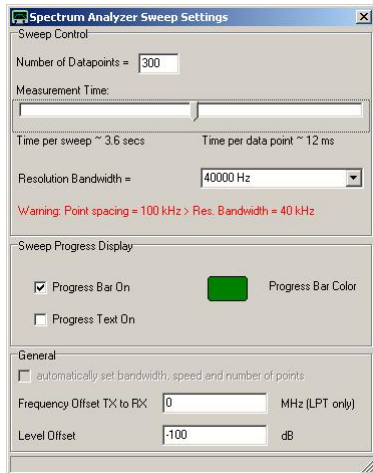 Spectrum Analyzer Sweep Settings
Sweep Control
Number of Datapoints = 300
Measurement Time:
Time per sweep ~ 3.6 secs Time per data point ~ 12 ms
Resolution Bandwidth = 40000 Hz
Warning: Point spacing = 100 kHz > Res. Bandwidth = 40 kHz
Sweep Progress Display
Progress Bar On Progress Bar Color
Progress Text On
General
automatically set bandwidth, speed and number of points
Frequency Offset TX to RX 0 MHz (LPT only)
Level Offset -100 dB